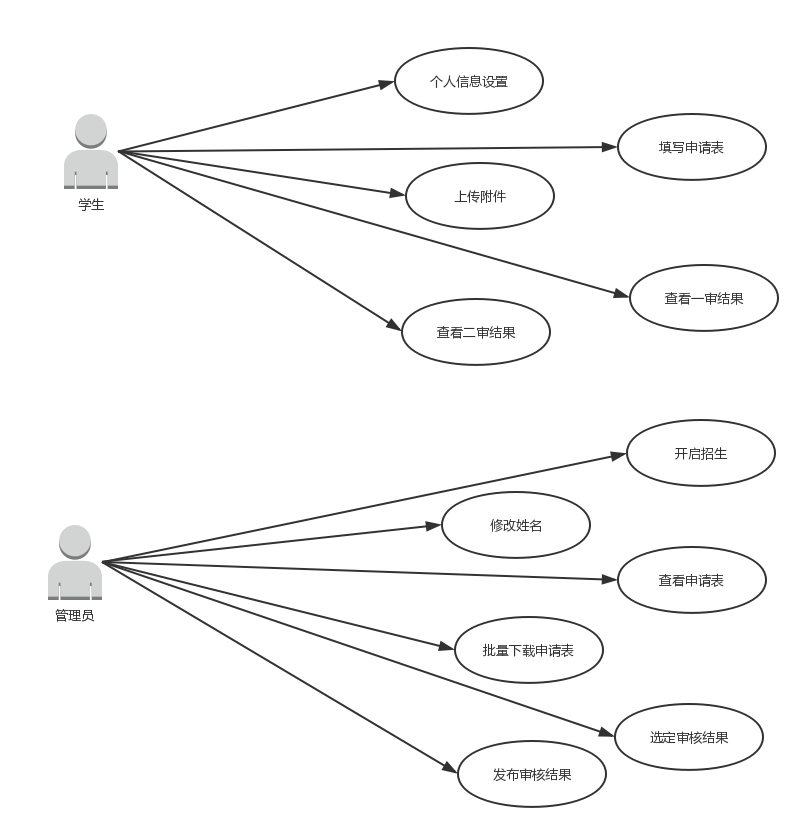 个人信息设置
填写申请表
上传附件
学生
查看一审结果
查看二审结果
开启招生
修改姓名
查看申请表
管理员
批量下载申请表
选定审核结果
发布审核结果